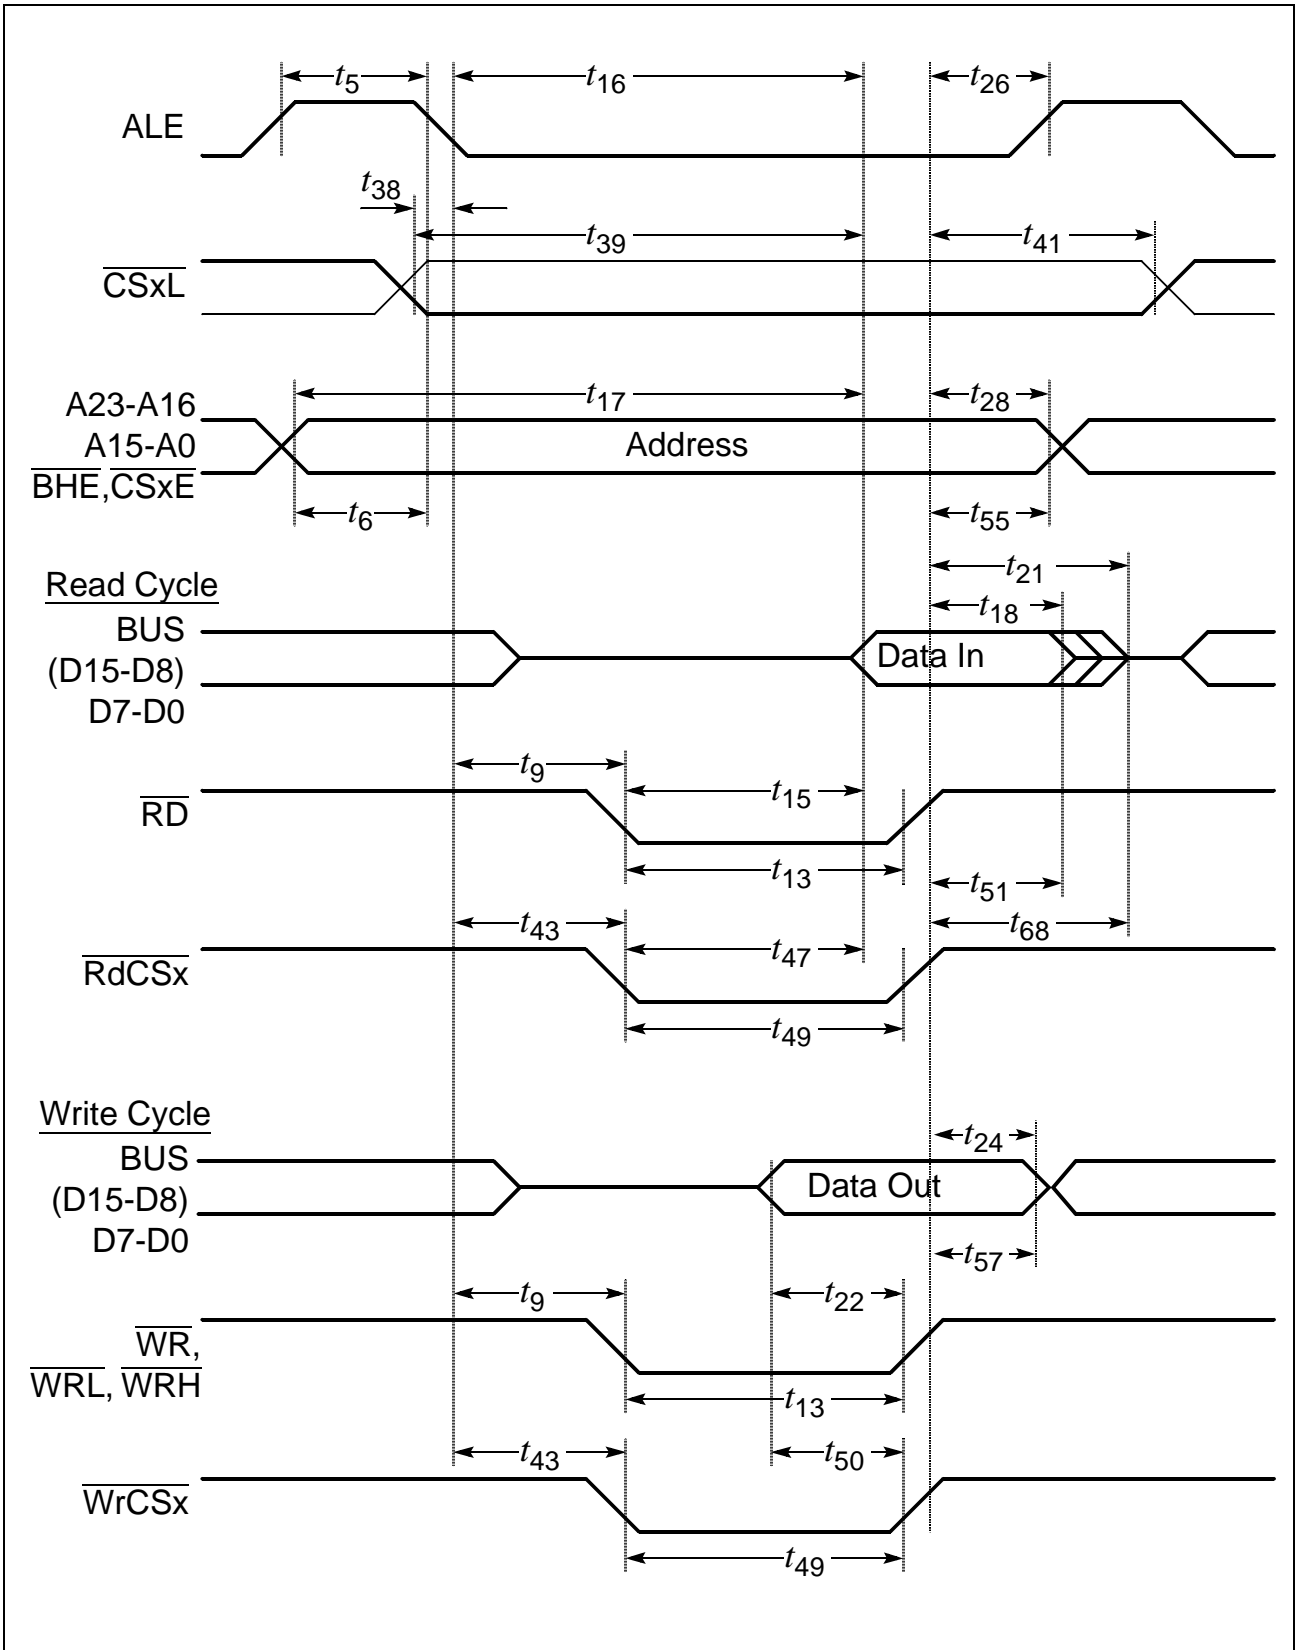 t5
t16
t26
ALE
t38
t39
t41
CSxL
A23-A16
t17
t28
A15-A0
Address
BHE,CSxE
t6
t55
t21
Read Cycle
t18
BUS
Data In
(D15-D8)
D7-D0
t9
t15
RD
t13
t51
t43
t68
t47
RdCSx
t49
Write Cycle
t24
BUS
Data Out
(D15-D8)
D7-D0
t57
t9
t22
WR,
WRL, WRH
t13
t43
t50
WrCSx
t49